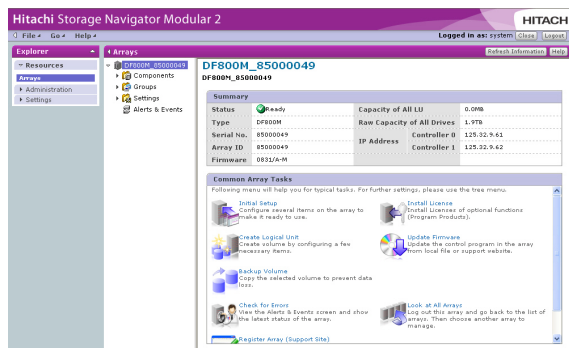 Hitachi Storage Navigator Modular 2
HITACH
File Go Help
Logged in as: system Close Logout
Explorer
Arrays
Refresh Information Help
Resources
Arrays
Administration
Settings
DF800M_85000049
Components
Groups
Settings
Alerts & Events
DF800M_85000049
DF800M_85000049
Summary
Status Ready Capacity of All LU 0.0MB
Type DF800M Raw Capacity of All Drives 1.9TB
Serial No. 85000049 IP Address Controller 0 125.32.9.61
Array ID 85000049 Controller 1 125.32.9.62
Firmware 0831/A-M
Common Array Tasks
Following menu will help you for typical tasks. For further settings, please use the tree menu.
Initial Setup
Configure several items on the array to
make it ready to use.
Install License
Install Licenses of optional functions
(Program Products).
Create Logical Unit
Create volume by configuring a few
necessary items.
Update Firmware
Update the control program in the array
from local file or support website.
Backup Volume
Copy the selected volume to prevent data
loss.
Check for Errors
View the Alerts & Events screen and show
the latest status of the array.
Look at All Arrays
Log out this array and go back to the list of
arrays. Then choose another array to
manage.
Register Array (Support Site)